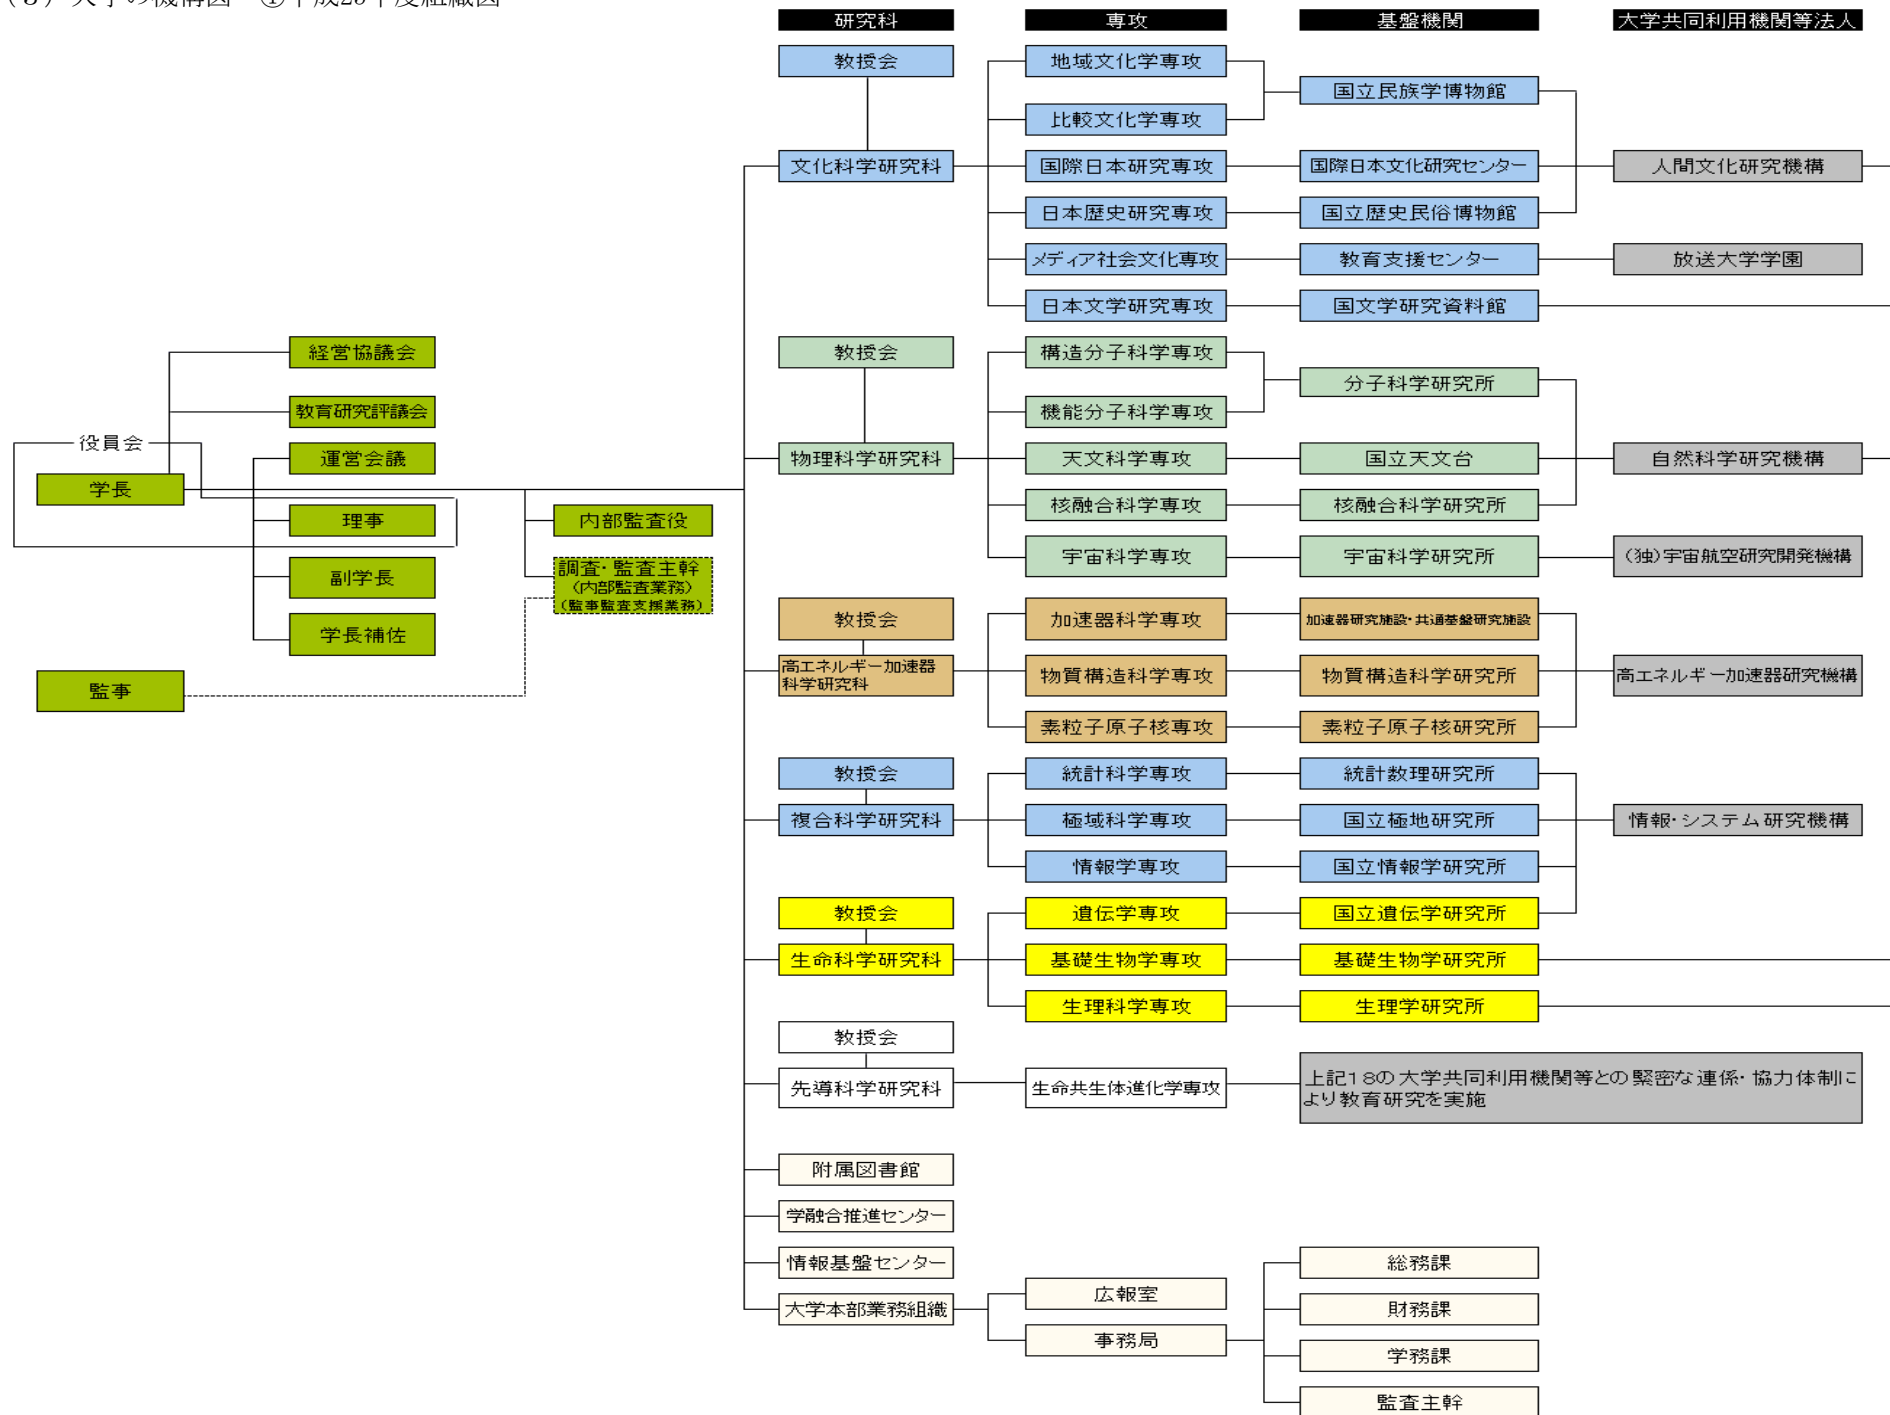 (3)大学の機構図 ①平成25年度組織図
研究科
専攻
基盤機関
大学共同利用機関等法人
教授会
地域文化学専攻
国立民族学博物館
比較文化学専攻
文化科学研究科
国際日本研究専攻
国際日本文化研究センター
人間文化研究機構
日本歴史研究専攻
国立歴史民俗博物館
メディア社会文化専攻
教育支援センター
放送大学学園
日本文学研究専攻
国文学研究資料館
経営協議会
教授会
構造分子科学専攻
分子科学研究所
教育研究評議会
機能分子科学専攻
役員会
運営会議
物理科学研究科
天文科学専攻
国立天文台
自然科学研究機構
学長
理事
内部監査役
核融合科学専攻
核融合科学研究所
宇宙科学専攻
宇宙科学研究所
(独)宇宙航空研究開発機構
副学長
調査・監査主幹
(内部監査業務)
(監事監査支援業務)
学長補佐
教授会
加速器科学専攻
加速器研究施設・共通基盤研究施設
監事
高エネルギー加速器
科学研究科
物質構造科学専攻
物質構造科学研究所
高エネルギー加速器研究機構
素粒子原子核専攻
素粒子原子核研究所
教授会
統計科学専攻
統計数理研究所
複合科学研究科
極域科学専攻
国立極地研究所
情報・システム研究機構
情報学専攻
国立情報学研究所
教授会
遺伝学専攻
国立遺伝学研究所
生命科学研究科
基礎生物学専攻
基礎生物学研究所
生理科学専攻
生理学研究所
教授会
先導科学研究科
生命共生体進化学専攻
上記18の大学共同利用機関等との緊密な連係・協力体制に
より教育研究を実施
附属図書館
学融合推進センター
情報基盤センター
大学本部業務組織
広報室
事務局
総務課
財務課
学務課
監査主幹